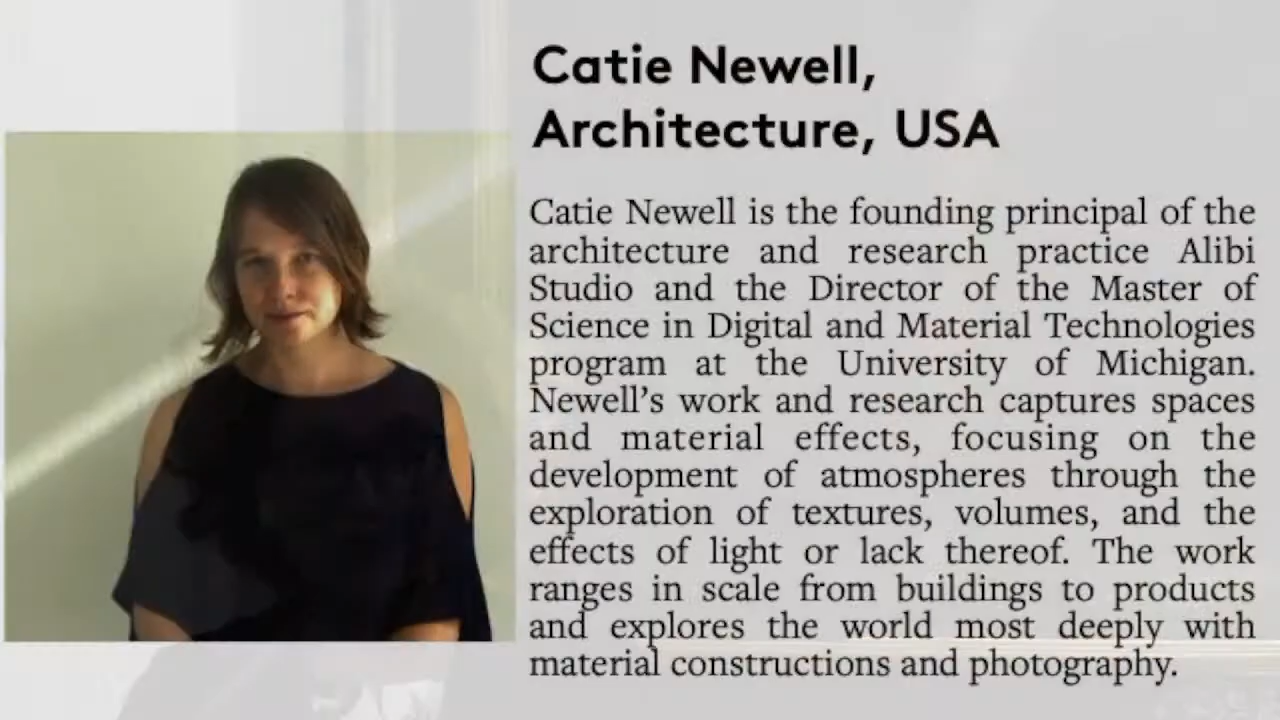 Catie Newell,
Architecture, USA
Catie Newell is the founding principal of the
architecture and research practice Alibi
Studio and the Director of the Master of
Science in Digital and Material Technologies
program at the University of Michigan.
Newell’s work and research captures spaces
and material effects, focusing on the
development of atmospheres through the
exploration of textures, volumes, and the
effects of light or lack thereof. The work
ranges in scale from buildings to products
and explores the world most deeply with
material constructions and photography.